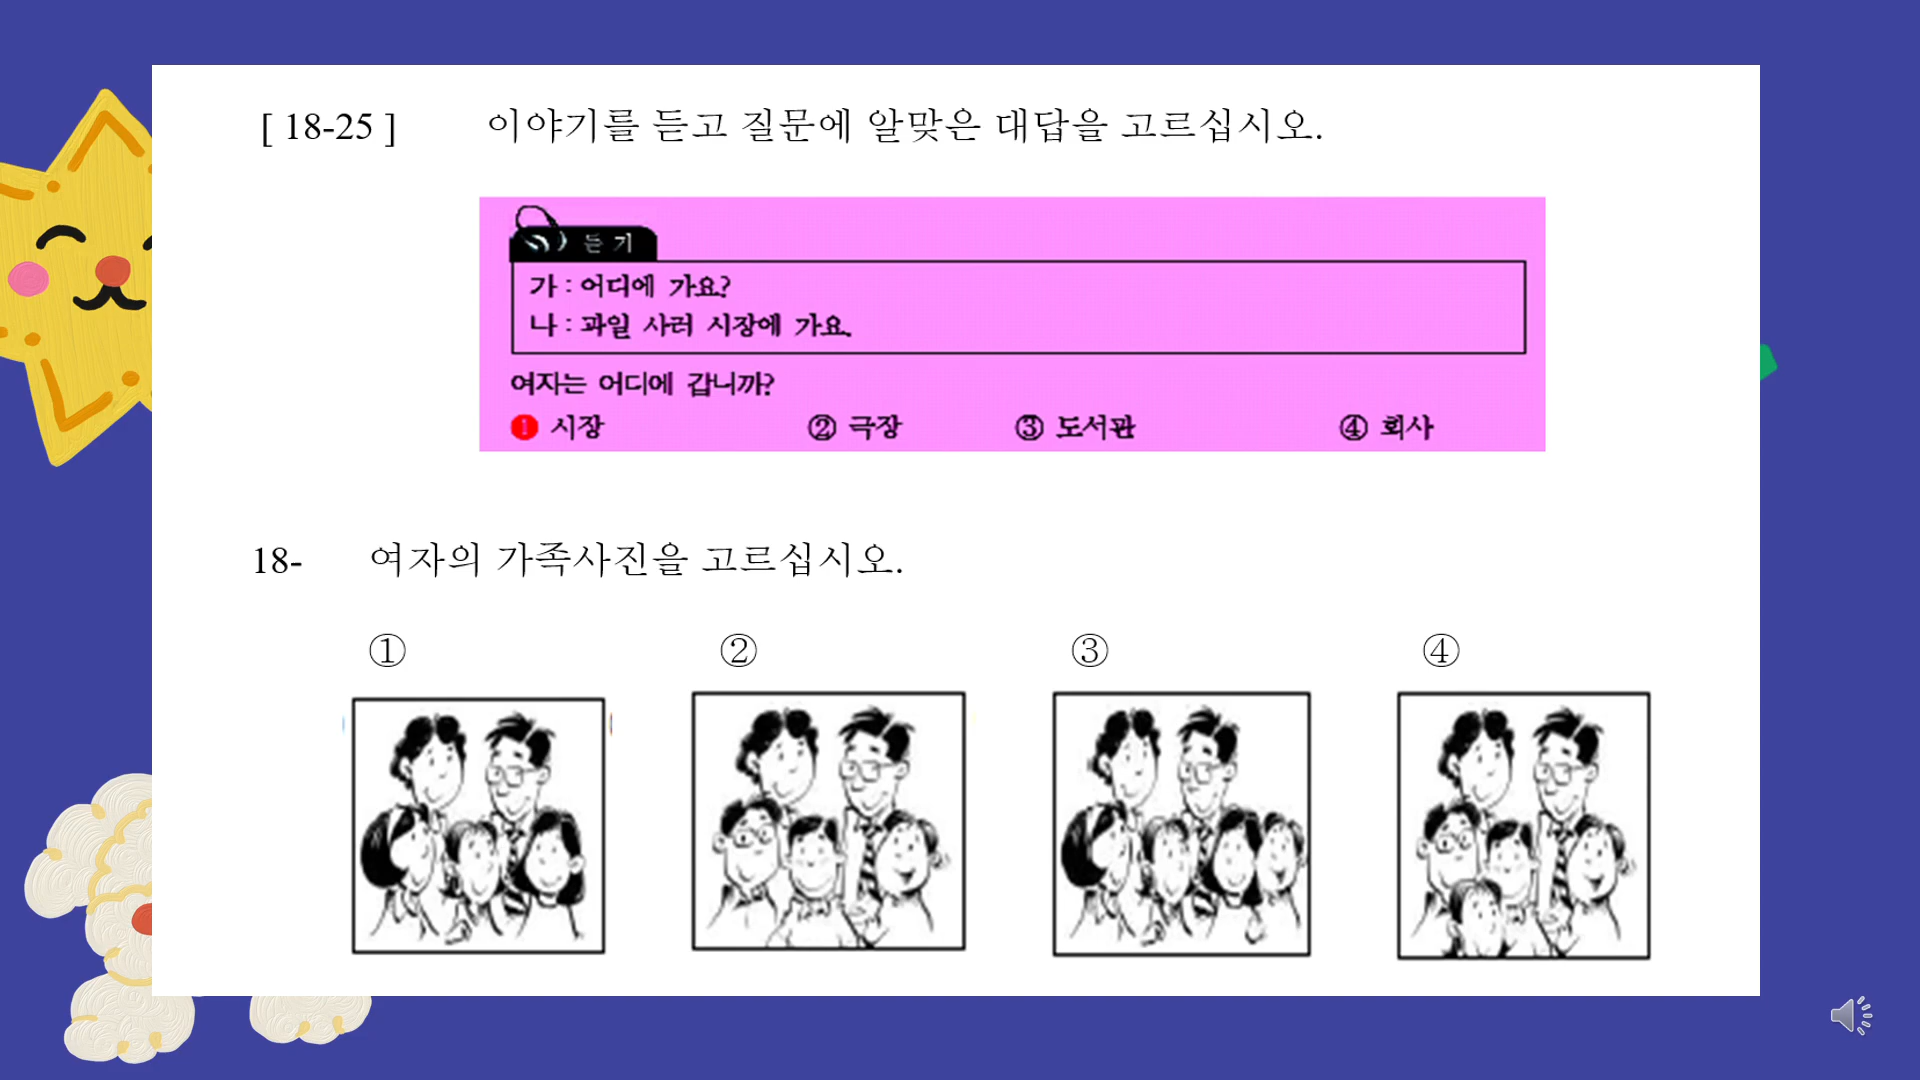 [ 18-25 ] 이야기를 듣고 질문에 알맞은 대답을 고르십시오.
듣 기
가 : 어디에 가요?
나 : 과일 사러 시장에 가요.
여자는 어디에 갑니까?
① 시장 ② 극장 ③ 도서관 ④ 회사
18- 여자의 가족사진을 고르십시오.
① ② ③ ④